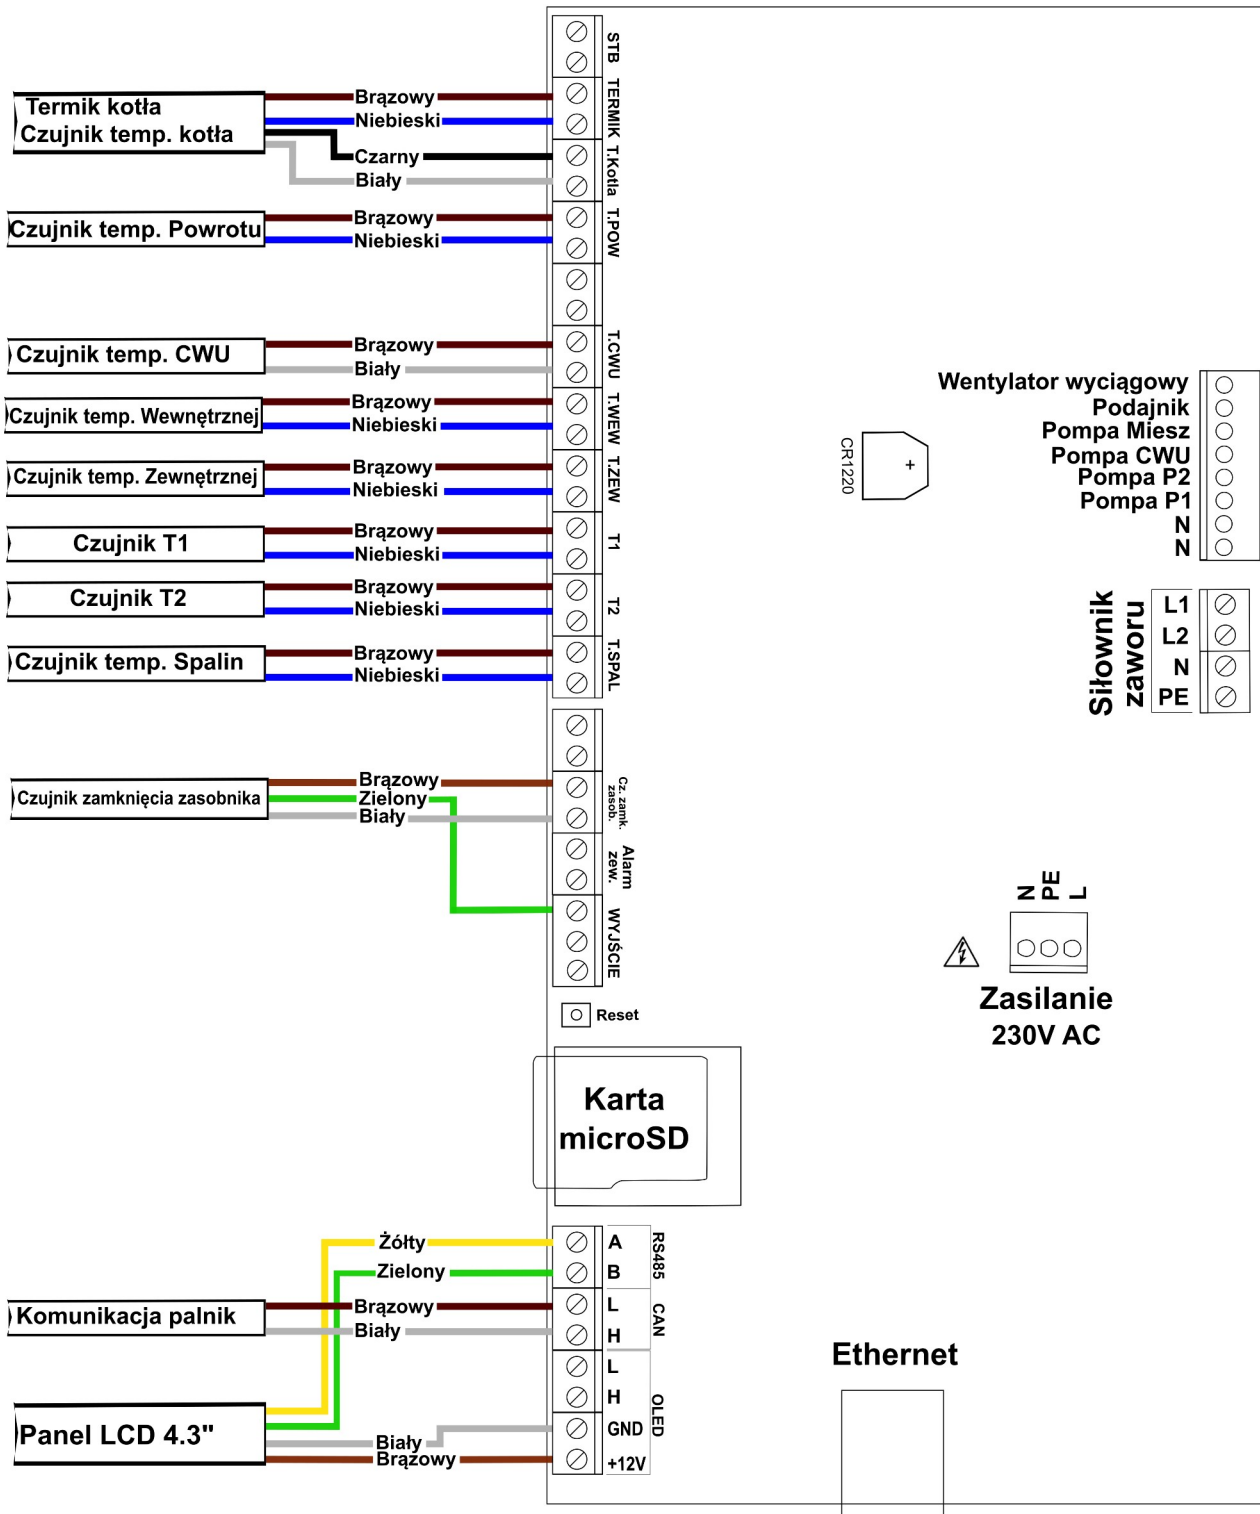 STB
Termik kotła
Czujnik temp. kotła
Brązowy
Niebieski
Czarny
Biały
TERMIK
T.Kotla
Czujnik temp. Powrotu
Brązowy
Niebieski
T.POW
Czujnik temp. CWU
Brązowy
Biały
T.CWU
Czujnik temp. Wewnętrznej
Brązowy
Niebieski
T.WEW
Czujnik temp. Zewnętrznej
Brązowy
Niebieski
T.ZEW
Czujnik T1
Brązowy
Niebieski
T1
Czujnik T2
Brązowy
Niebieski
T2
Czujnik temp. Spalin
Brązowy
Niebieski
T.SPAL
Czujnik zamknięcia zasobnika
Brązowy
Zielony
Biały
Cz. zamk.
zasob.
Alarm
zew.
WYJŚCIE
Reset
Karta
microSD
Żółty
Zielony
A
B
RS485
Komunikacja palnik
Brązowy
Biały
L
H
CAN
L
H
GND
+12V
OLED
Panel LCD 4.3"
Biały
Brązowy
CR1220
+
Wentylator wyciągowy
Podajnik
Pompa Miesz
Pompa CWU
Pompa P2
Pompa P1
N
N
Siłownik
zaworu
L1
L2
N
PE
N
PE
L
Zasilanie
230V AC
Ethernet